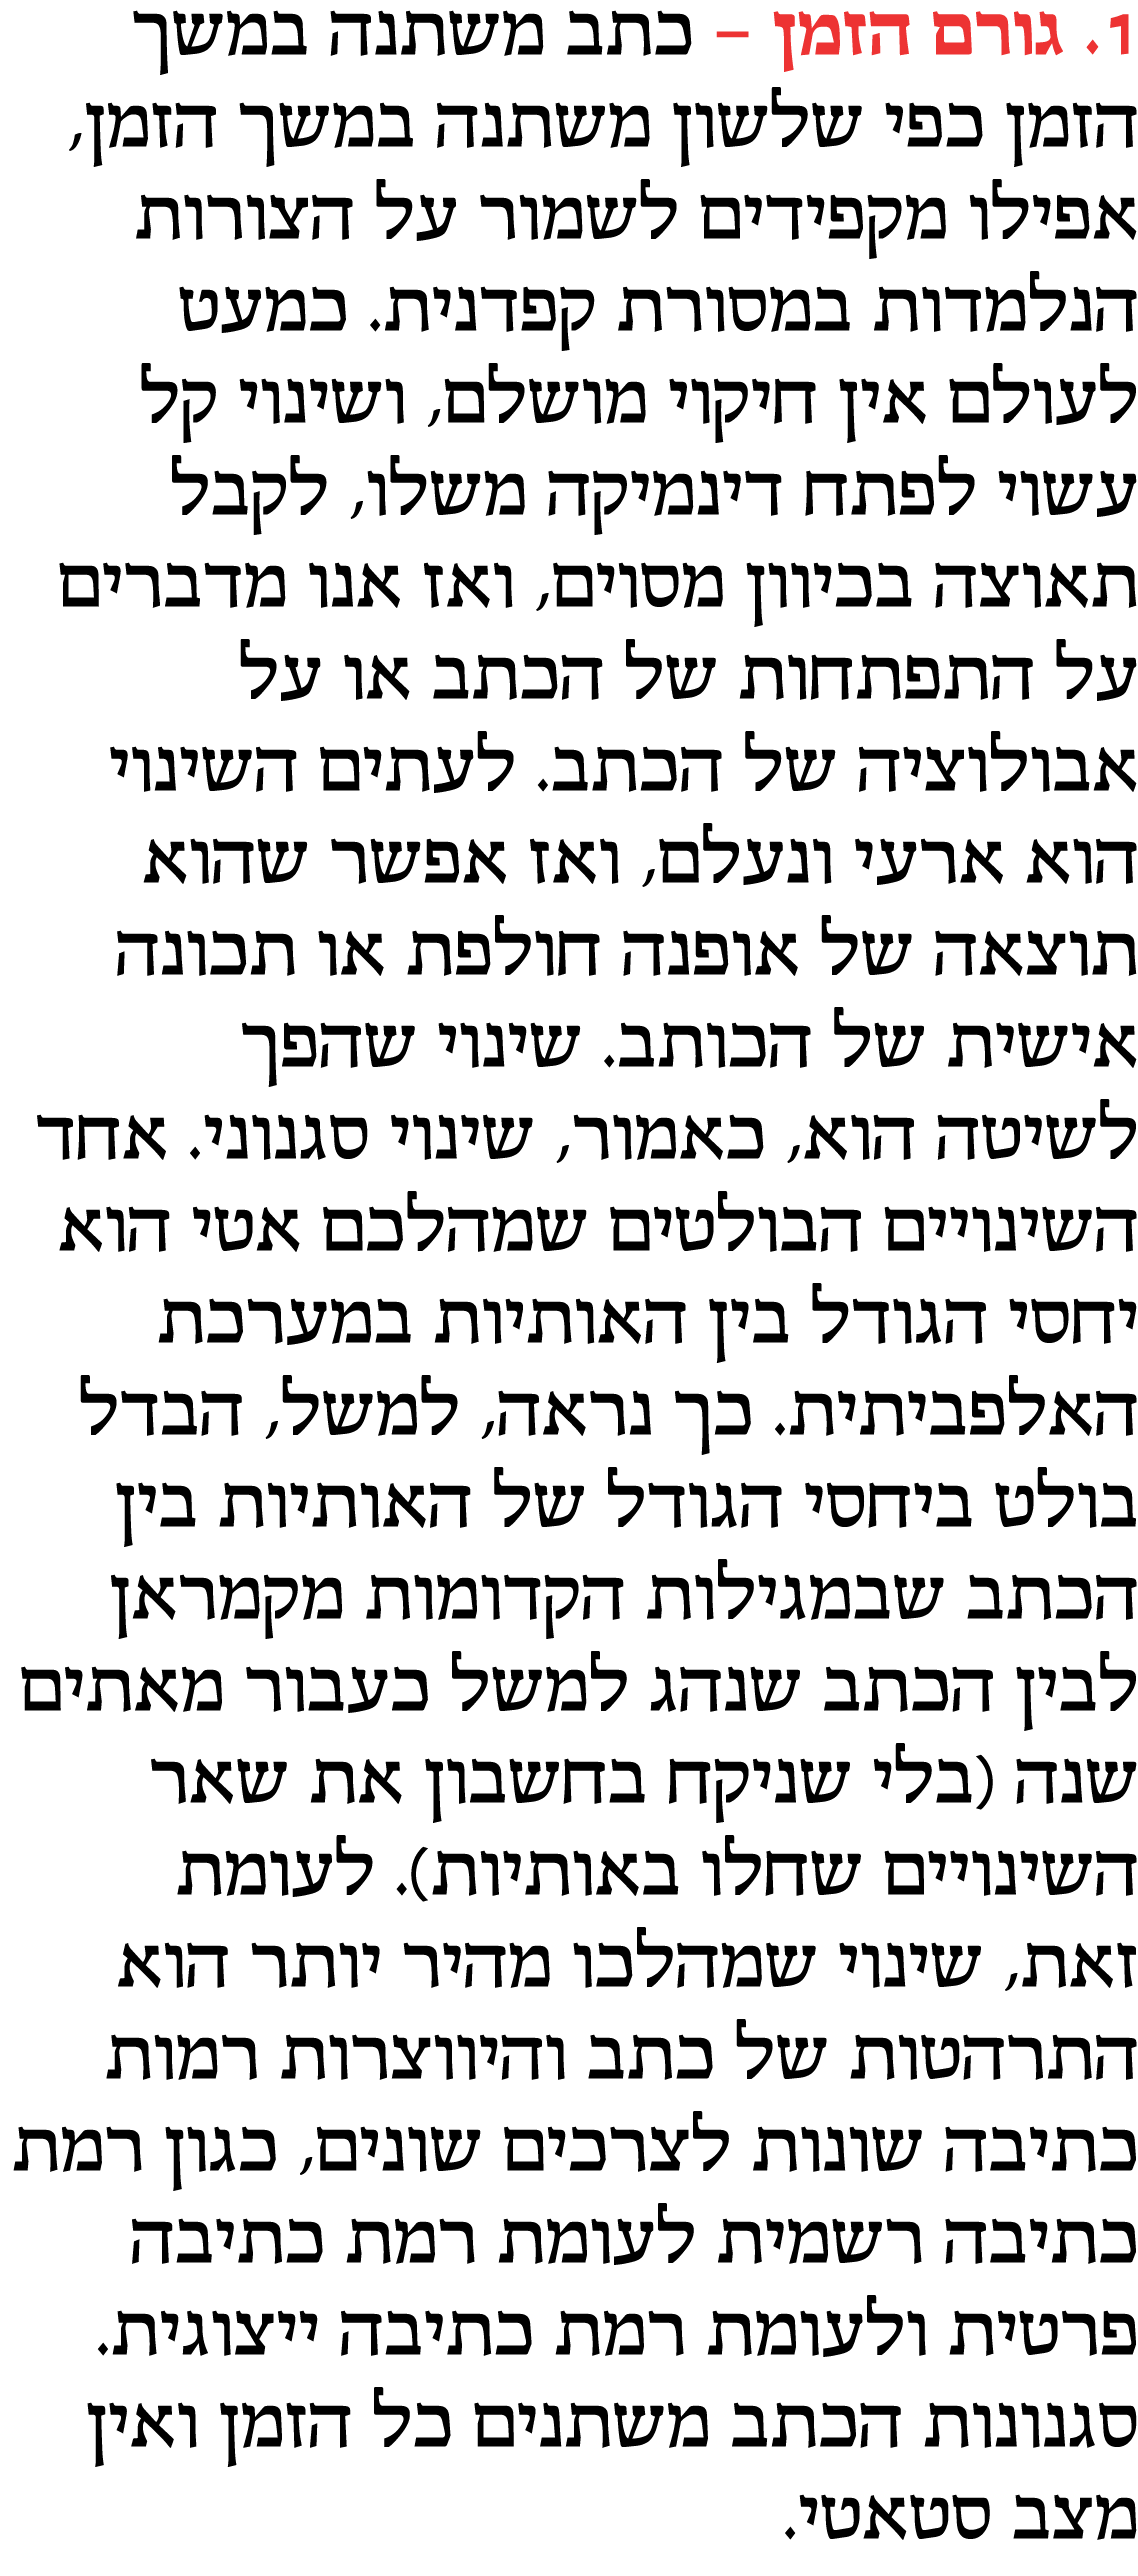 1. גורם הזמן – כתב משתנה במשך
הזמן כפי שלשון משתנה במשך הזמן,
אפילו מקפידים לשמור על הצורות
הנלמדות במסורת קפדנית. כמעט
לעולם אין חיקוי מושלם, ושינוי קל
עשוי לפתח דינמיקה משלו, לקבל
תאוצה בכיוון מסוים, ואז אנו מדברים
על התפתחות של הכתב או על
אבולוציה של הכתב. לעתים השינוי
הוא ארעי ונעלם, ואז אפשר שהוא
תוצאה של אופנה חולפת או תכונה
אישית של הכותב. שינוי שהפך
לשיטה הוא, כאמור, שינוי סגנוני. אחד
השינויים הבולטים שמהלכם אטי הוא
יחסי הגודל בין האותיות במערכת
האלפביתית. כך נראה, למשל, הבדל
בולט ביחסי הגודל של האותיות בין
הכתב שבמגילות הקדומות מקמראן
לבין הכתב שנהג למשל כעבור מאתים
שנה (בלי שניקח בחשבון את שאר
השינויים שחלו באותיות). לעומת
זאת, שינוי שמהלכו מהיר יותר הוא
התרהטות של כתב והיווצרות רמות
כתיבה שונות לצרכים שונים, כגון רמת
כתיבה רשמית לעומת רמת כתיבה
פרטית ולעומת רמת כתיבה ייצוגית.
סגנונות הכתב משתנים כל הזמן ואין
מצב סטאטי.